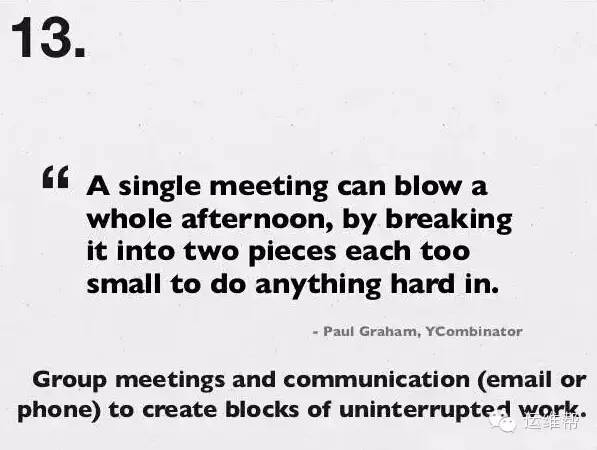 13.
“ A single meeting can blow a
whole afternoon, by breaking
it into two pieces each too
small to do anything hard in.
- Paul Graham, YCombinator
Group meetings and communication (email or
phone) to create blocks of uninterrupted work.
运维帮